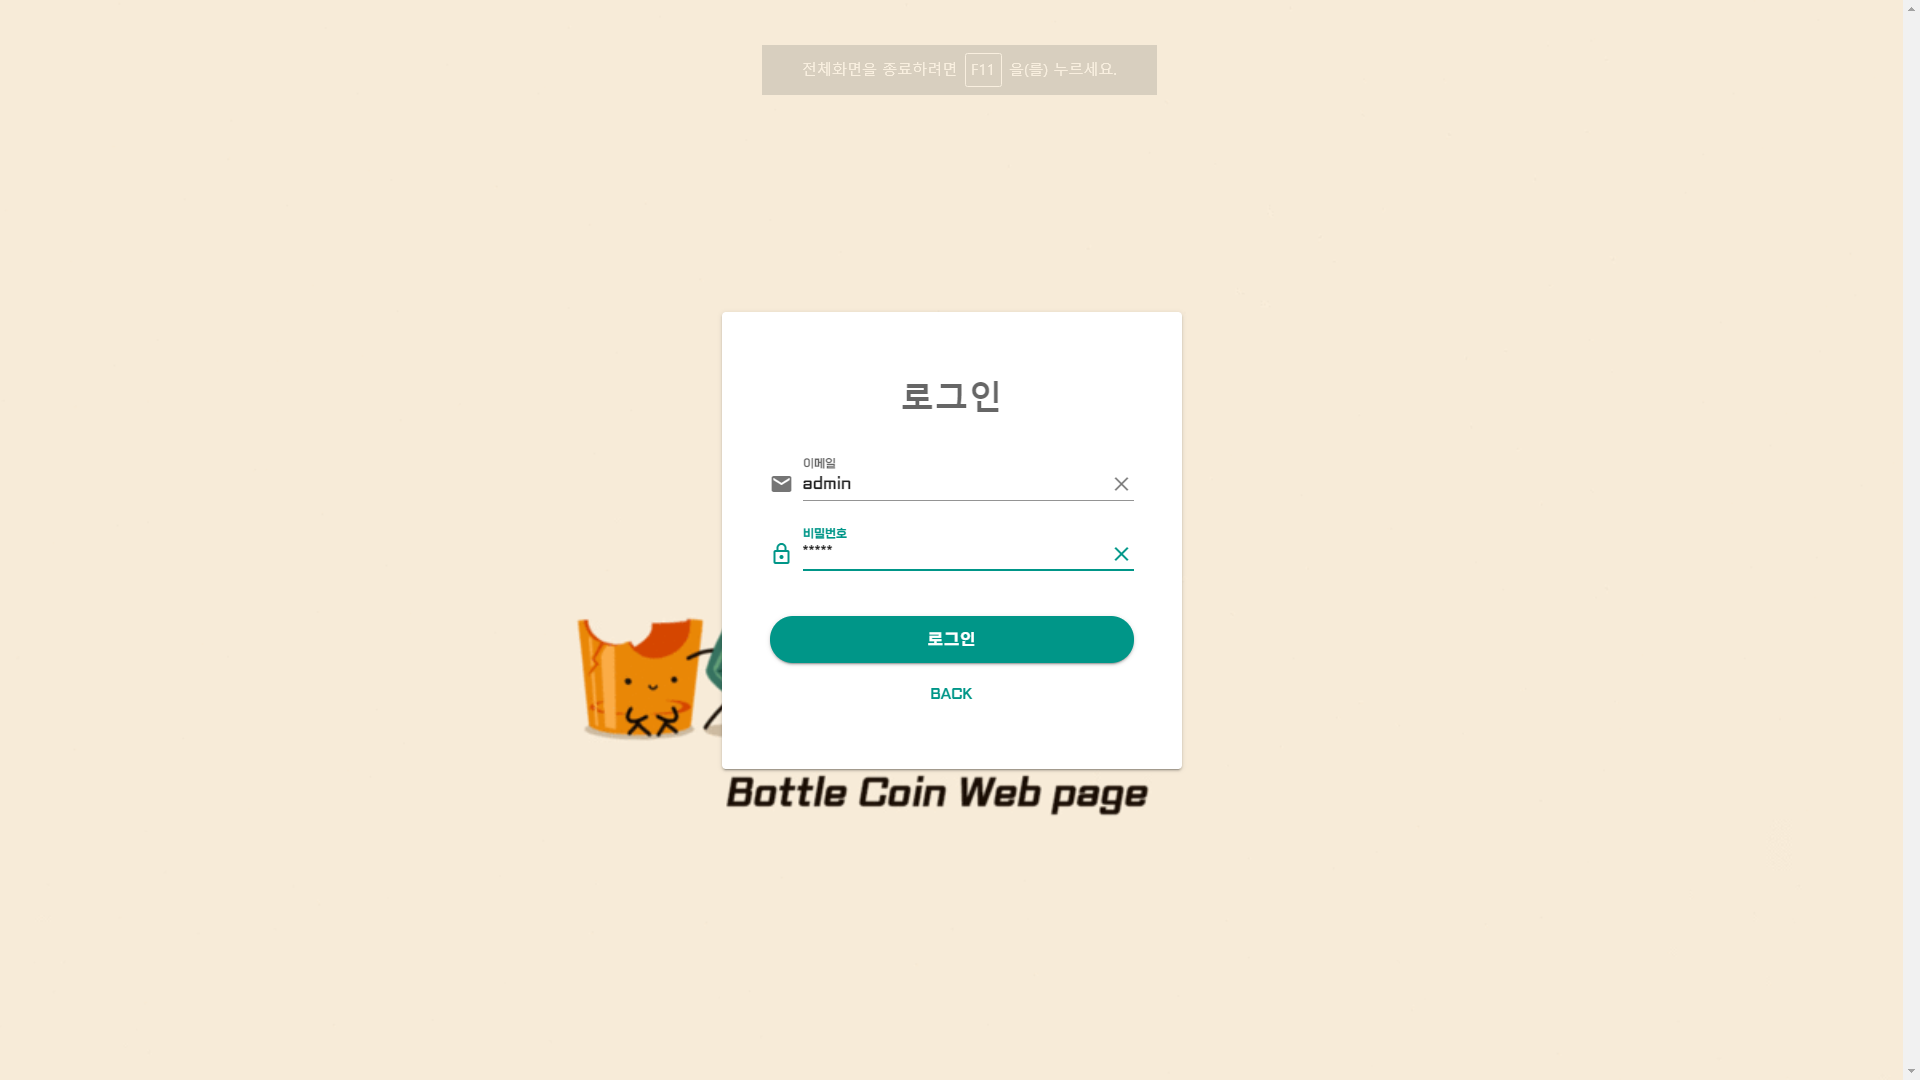 전체화면을 종료하려면 F11 을(를) 누르세요.
로그인
이메일
admin
비밀번호
*****
로그인
BACK
Bottle Coin Web page